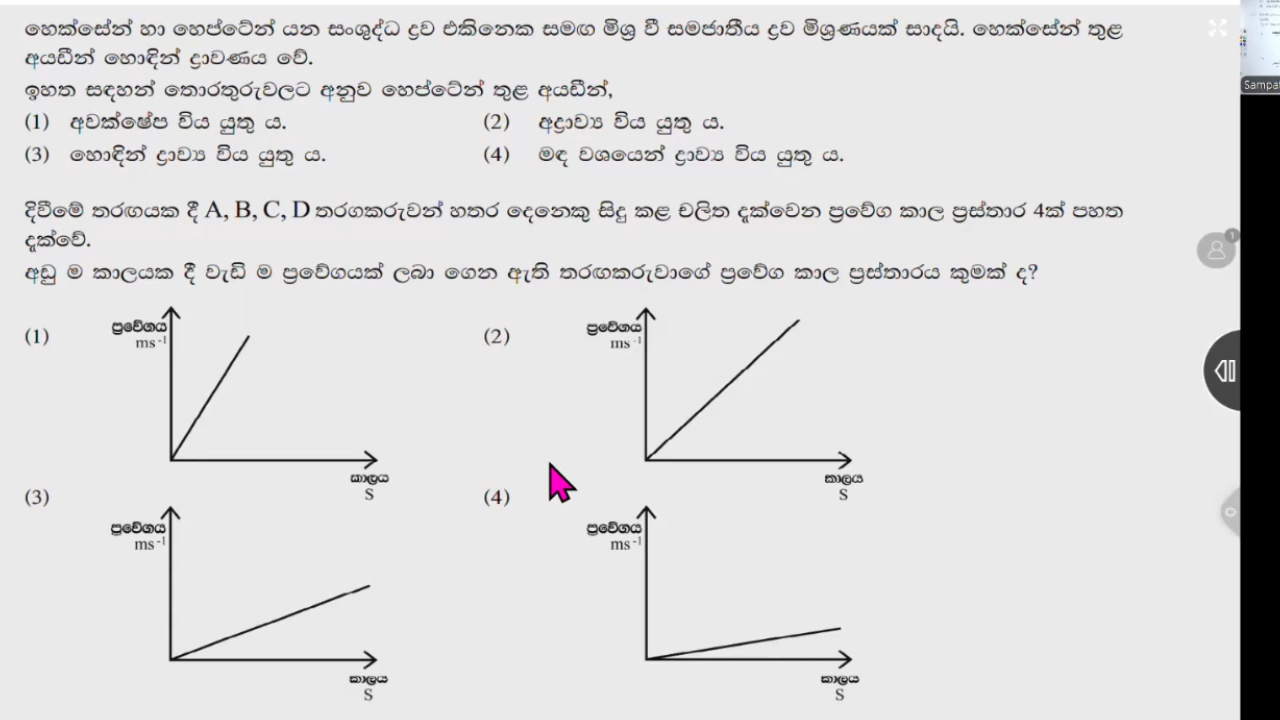 හෙක්සේන් හා හෙප්ටේන් යන සංශුද්ධ ද්‍රව එකිනෙක සමඟ මිශ්‍ර වී සමජාතීය ද්‍රව මිශ්‍රණයක් සාදයි. හෙක්සේන් තුළ
අයඩීන් හොඳින් ද්‍රාවණය වේ.
ඉහත සඳහන් තොරතුරුවලට අනුව හෙප්ටේන් තුළ අයඩීන්,
(1) අවක්ෂේප විය යුතු ය. (2) අද්‍රාව්‍ය විය යුතු ය.
(3) හොඳින් ද්‍රාව්‍ය විය යුතු ය. (4) මඳ වශයෙන් ද්‍රාව්‍ය විය යුතු ය.
දිවීමේ තරඟයක දී A, B, C, D තරගකරුවන් හතර දෙනෙකු සිදු කළ චලිත දැක්වෙන ප්‍රවේග කාල ප්‍රස්තාර 4ක් පහත
දැක්වේ.
අඩු ම කාලයක දී වැඩි ම ප්‍රවේගයක් ලබා ගෙන ඇති තරඟකරුවාගේ ප්‍රවේග කාල ප්‍රස්තාරය කුමක් ද?
(1) ප්‍රවේගය ms⁻¹ කාලය S
(2) ප්‍රවේගය ms⁻¹ කාලය S
(3) ප්‍රවේගය ms⁻¹ කාලය S
(4) ප්‍රවේගය ms⁻¹ කාලය S
Sampat
1